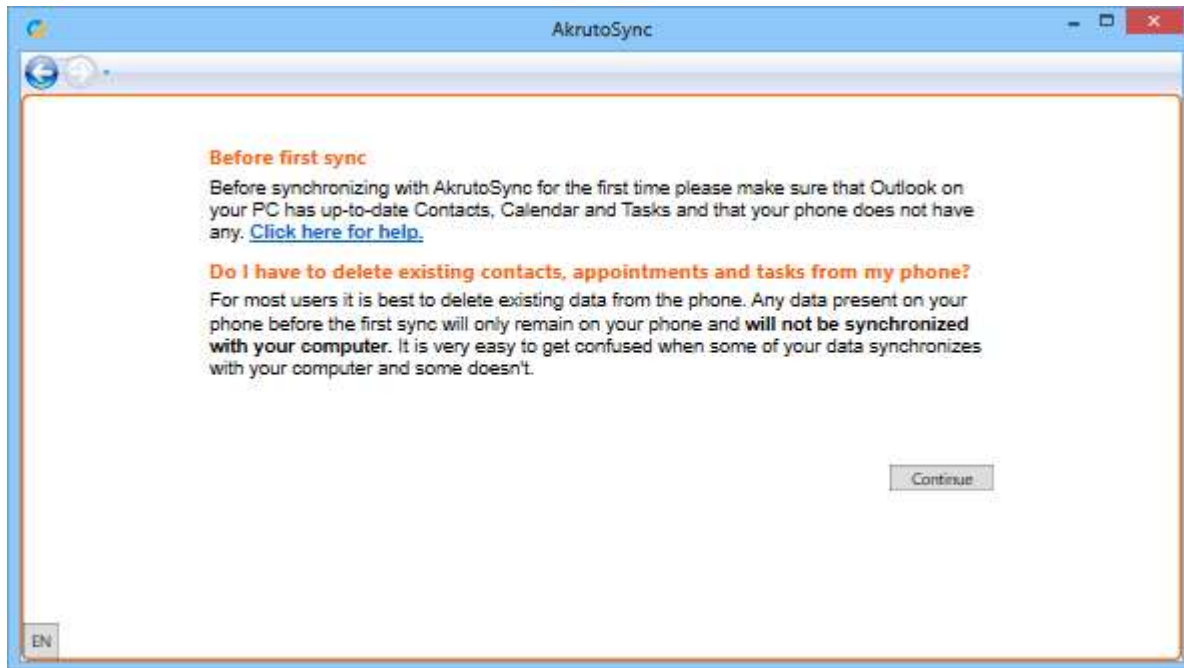 AkrutoSync
Before first sync
Before synchronizing with AkrutoSync for the first time please make sure that Outlook on
your PC has up-to-date Contacts, Calendar and Tasks and that your phone does not have
any. Click here for help.
Do I have to delete existing contacts, appointments and tasks from my phone?
For most users it is best to delete existing data from the phone. Any data present on your
phone before the first sync will only remain on your phone and will not be synchronized
with your computer. It is very easy to get confused when some of your data synchronizes
with your computer and some doesn't.
Continue
EN